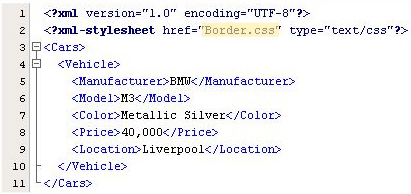 1 <?xml version="1.0" encoding="UTF-8"?>
2 <?xml-stylesheet href="Border.css" type="text/css"?>
3 <Cars>
4 <Vehicle>
5 <Manufacturer>BMW</Manufacturer>
6 <Model>M3</Model>
7 <Color>Metallic Silver</Color>
8 <Price>40,000</Price>
9 <Location>Liverpool</Location>
10 </Vehicle>
11 </Cars>